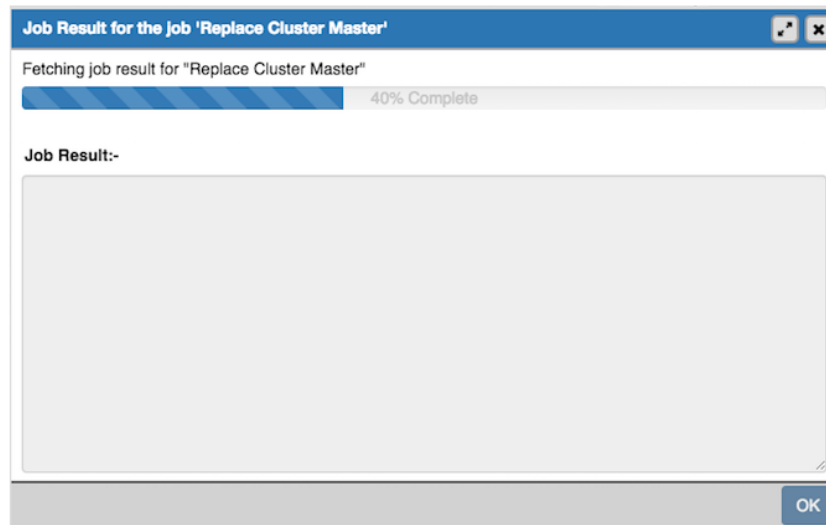 Job Result for the job 'Replace Cluster Master'
Fetching job result for "Replace Cluster Master"
40% Complete
Job Result:-
OK